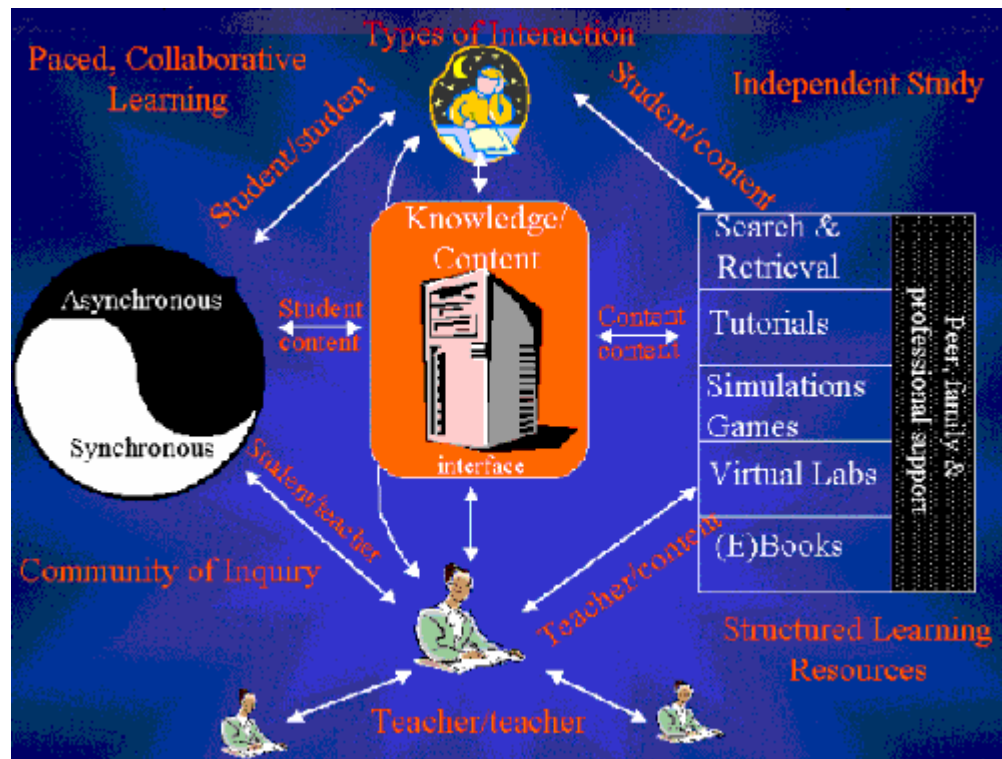 Types of Interaction
Paced, Collaborative
Learning
Independent Study
Student/student
Student/content
Knowledge/
Content
interface
Asynchronous
Synchronous
Student
content
Content
content
Search &
Retrieval
Tutorials
Simulations
Games
Virtual Labs
(E)Books
Peer, family &
professional support
Student/teacher
Teacher/content
Community of Inquiry
Structured Learning
Resources
Teacher/teacher